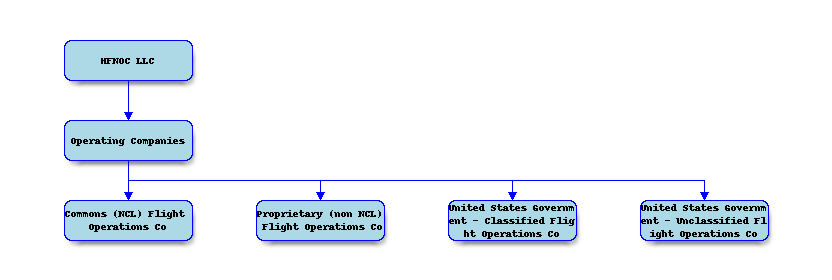 HFNOC LLC
Operating Companies
Commons (NCL) Flight
Operations Co
Proprietary (non NCL)
Flight Operations Co
United States Governm
ent - Classified Flig
ht Operations Co
United States Governm
ent - Unclassified Fl
ight Operations Co